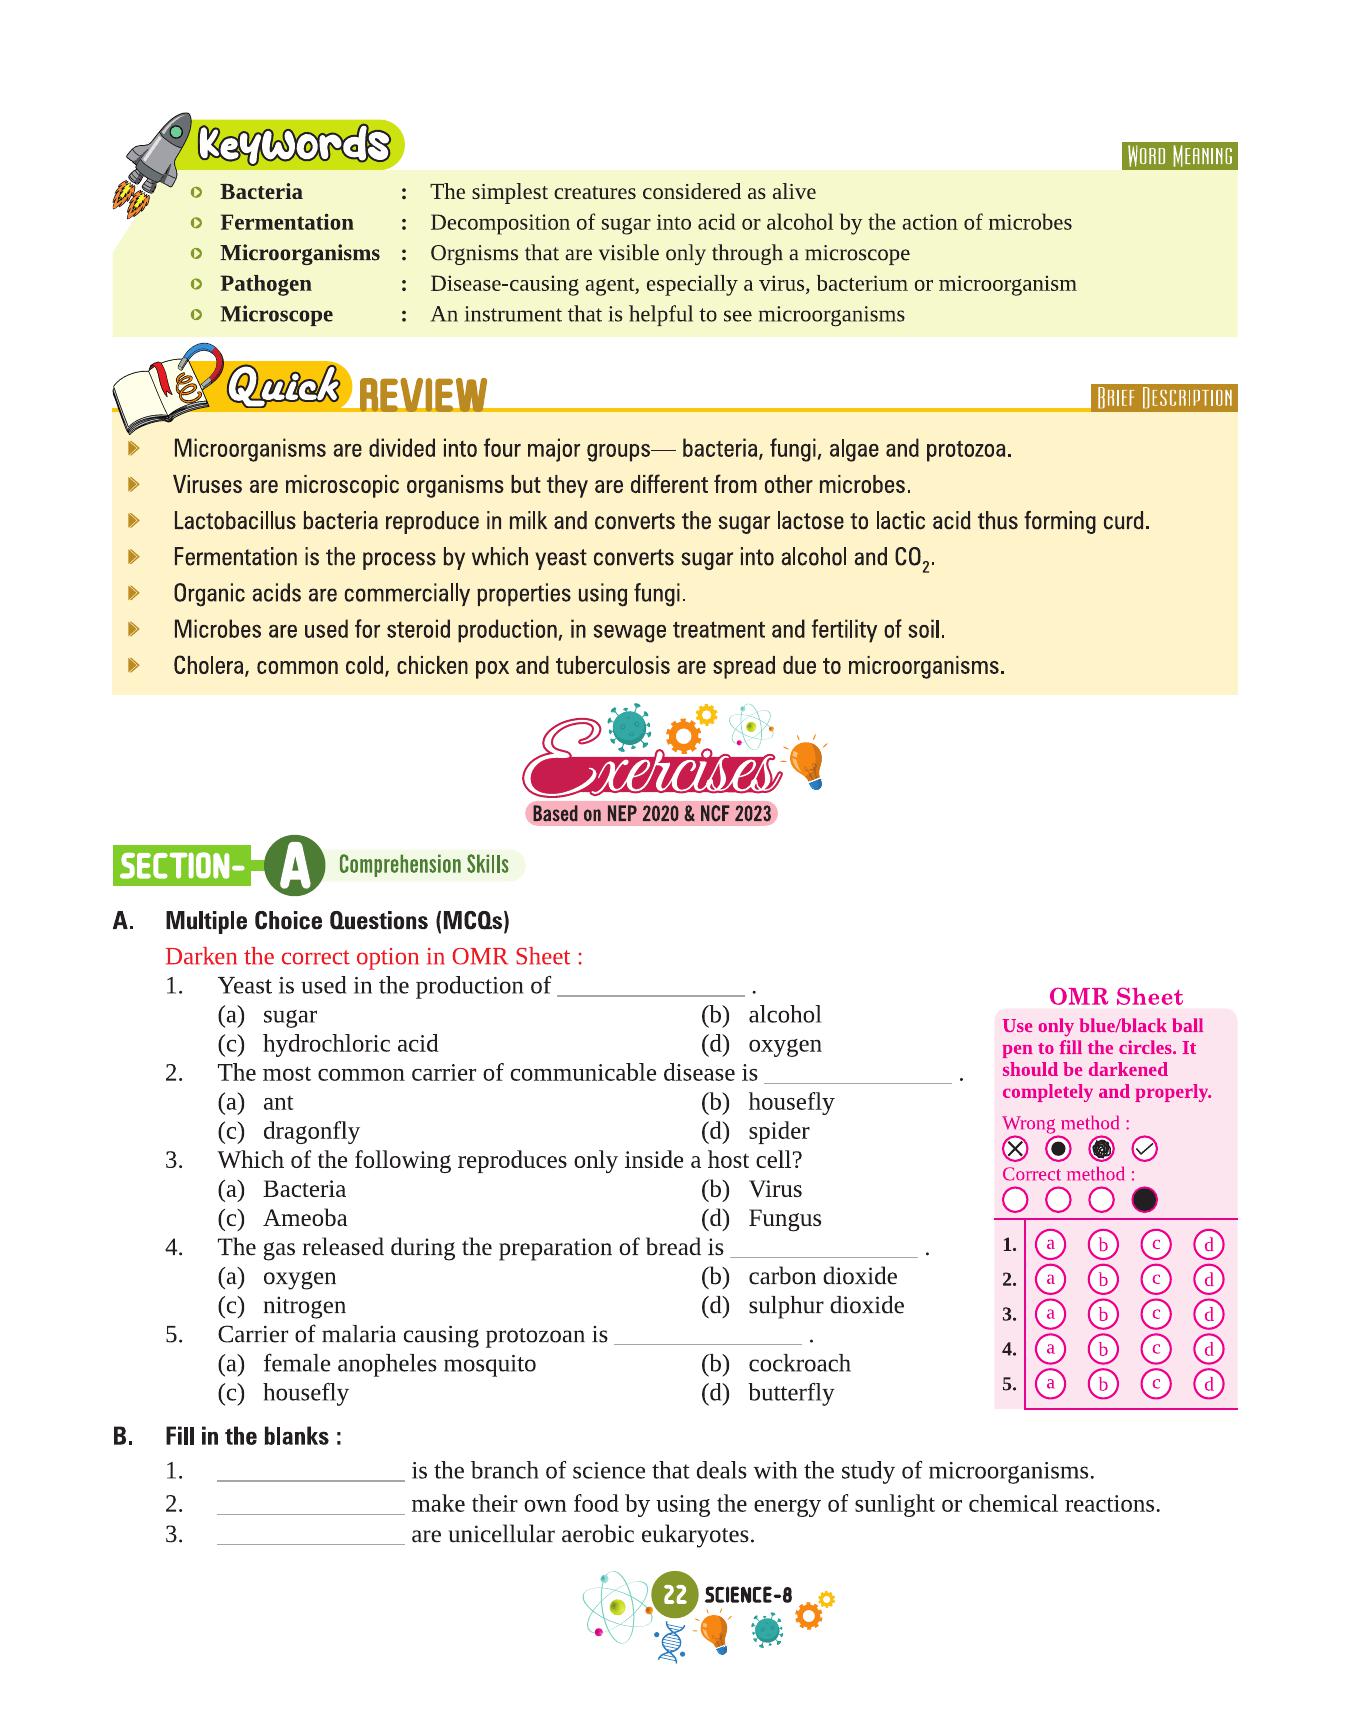 Keywords
WORD MEANING
Bacteria : The simplest creatures considered as alive
Fermentation : Decomposition of sugar into acid or alcohol by the action of microbes
Microorganisms : Orgnisms that are visible only through a microscope
Pathogen : Disease-causing agent, especially a virus, bacterium or microorganism
Microscope : An instrument that is helpful to see microorganisms
Quick REVIEW
BRIEF DESCRIPTION
Microorganisms are divided into four major groups— bacteria, fungi, algae and protozoa.
Viruses are microscopic organisms but they are different from other microbes.
Lactobacillus bacteria reproduce in milk and converts the sugar lactose to lactic acid thus forming curd.
Fermentation is the process by which yeast converts sugar into alcohol and CO₂.
Organic acids are commercially properties using fungi.
Microbes are used for steroid production, in sewage treatment and fertility of soil.
Cholera, common cold, chicken pox and tuberculosis are spread due to microorganisms.
Exercises
Based on NEP 2020 & NCF 2023
SECTION- A Comprehension Skills
A. Multiple Choice Questions (MCQs)
Darken the correct option in OMR Sheet :
1. Yeast is used in the production of _______________ .
(a) sugar (b) alcohol
(c) hydrochloric acid (d) oxygen
2. The most common carrier of communicable disease is _______________ .
(a) ant (b) housefly
(c) dragonfly (d) spider
3. Which of the following reproduces only inside a host cell?
(a) Bacteria (b) Virus
(c) Ameoba (d) Fungus
4. The gas released during the preparation of bread is _______________ .
(a) oxygen (b) carbon dioxide
(c) nitrogen (d) sulphur dioxide
5. Carrier of malaria causing protozoan is _______________ .
(a) female anopheles mosquito (b) cockroach
(c) housefly (d) butterfly
OMR Sheet
Use only blue/black ball
pen to fill the circles. It
should be darkened
completely and properly.
Wrong method :
Correct method :
1. a b c d
2. a b c d
3. a b c d
4. a b c d
5. a b c d
B. Fill in the blanks :
1. _______________ is the branch of science that deals with the study of microorganisms.
2. _______________ make their own food by using the energy of sunlight or chemical reactions.
3. _______________ are unicellular aerobic eukaryotes.
22 SCIENCE-8